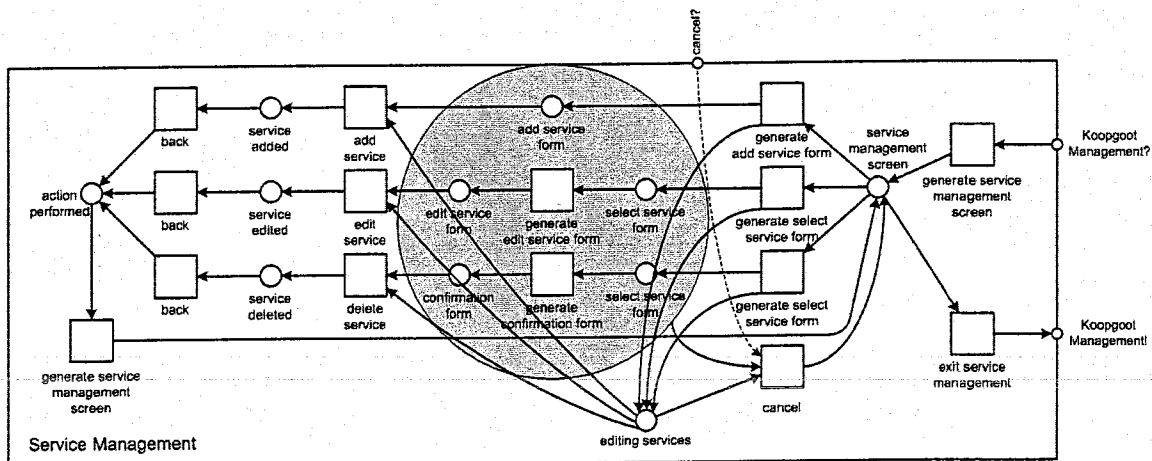 cancel?
back
service
added
add
service
add service
form
generate
add service form
service
management
screen
generate service
management
screen
Koopgoot
Management?
action
performed
back
service
edited
edit
service
edit service
form
generate
edit service form
select service
form
generate select
service form
back
service
deleted
delete
service
confirmation
form
generate
confirmation form
select service
form
generate select
service form
generate service
management
screen
cancel
exit service
management
Koopgoot
Management!
editing services
Service Management